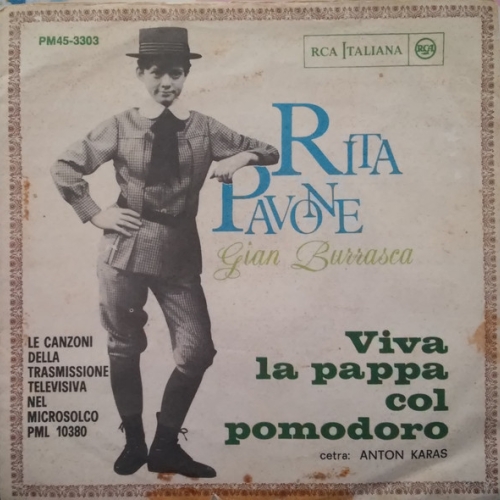 PM45-3303
RCA ITALIANA RCA
RITA
PAVONE
Gian Burrasca
LE CANZONI
DELLA
TRASMISSIONE
TELEVISIVA
NEL
MICROSOLCO
PML 10380
Viva
la pappa
col
pomodoro
cetra: ANTON KARAS